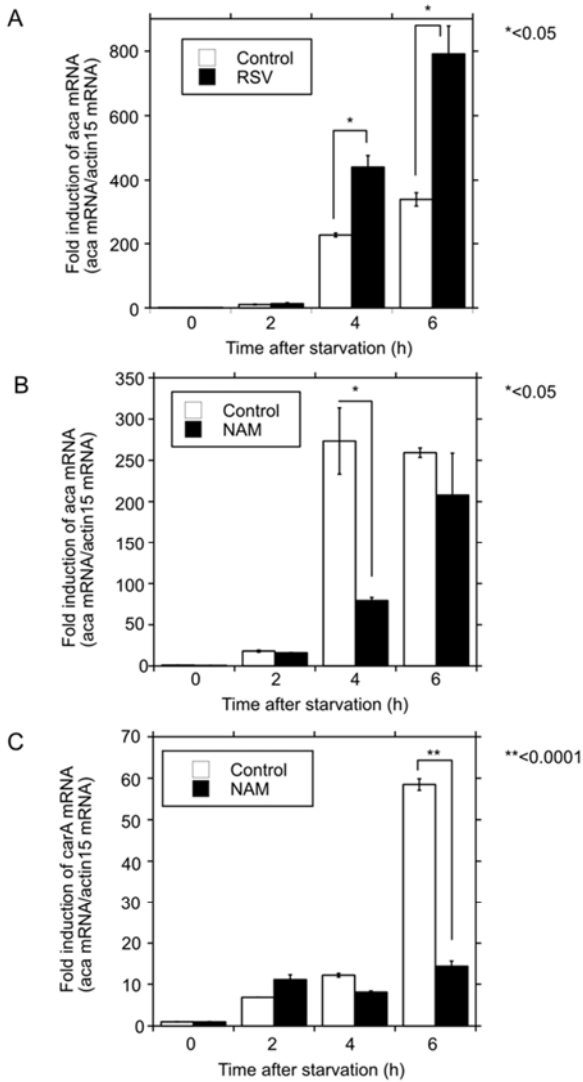 A
*<0.05
Control
RSV
*
*
800
600
400
200
0
Fold induction of aca mRNA
(aca mRNA/actin15 mRNA)
0 2 4 6
Time after starvation (h)
B
*<0.05
Control
NAM
*
350
300
250
200
150
100
50
0
Fold induction of aca mRNA
(aca mRNA/actin15 mRNA)
0 2 4 6
Time after starvation (h)
C
**<0.0001
Control
NAM
**
70
60
50
40
30
20
10
0
Fold induction of carA mRNA
(aca mRNA/actin15 mRNA)
0 2 4 6
Time after starvation (h)